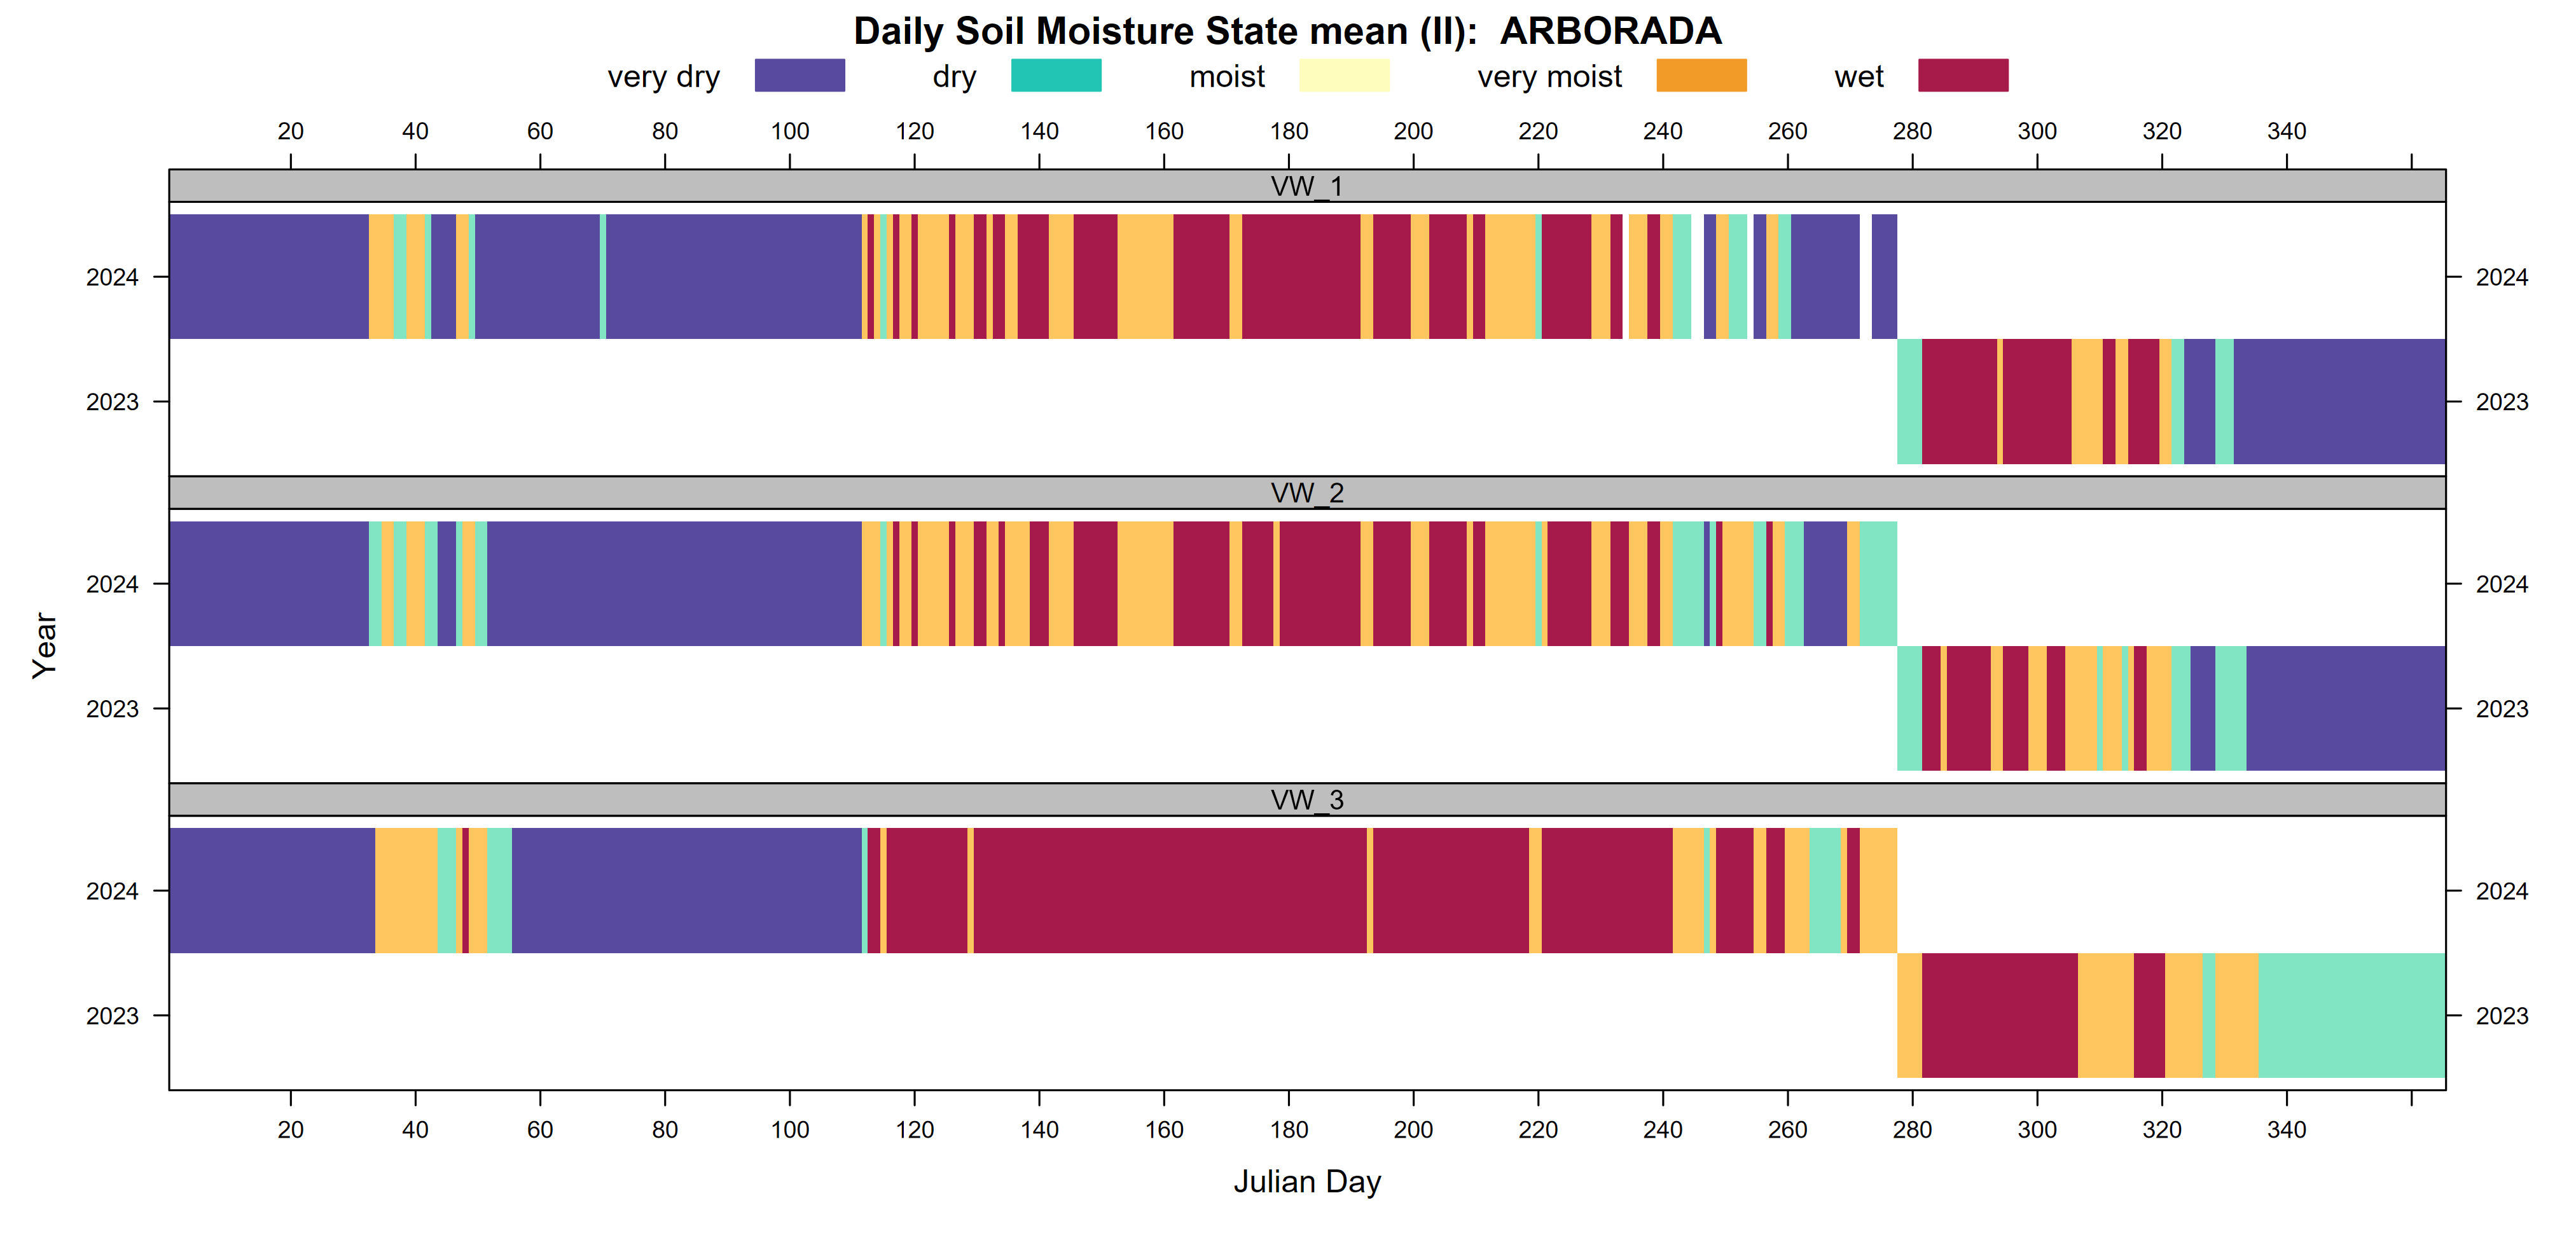 Daily Soil Moisture State mean (II):  ARBORADA
very dry dry moist very moist wet
20 40 60 80 100 120 140 160 180 200 220 240 260 280 300 320 340
VW_1
2024 2024
2023 2023
VW_2
2024 2024
2023 2023
VW_3
2024 2024
2023 2023
20 40 60 80 100 120 140 160 180 200 220 240 260 280 300 320 340
Year
Julian Day